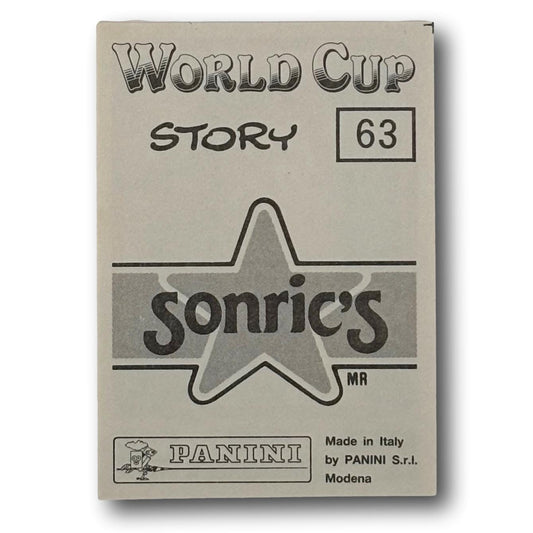 WORLD CUP
STORY
63
sonric's
MR
PANINI
Made in Italy
by PANINI S.r.l.
Modena